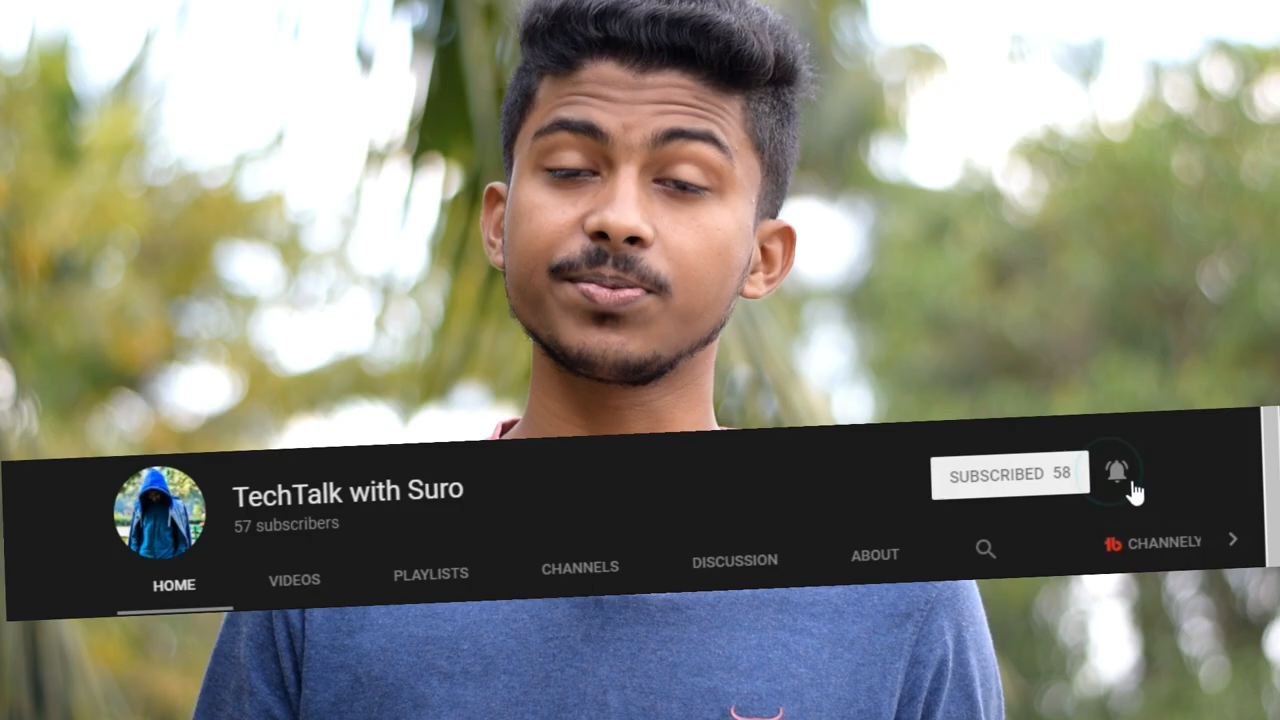 TechTalk with Suro
57 subscribers
SUBSCRIBED 58
HOME VIDEOS PLAYLISTS CHANNELS DISCUSSION ABOUT CHANNELY